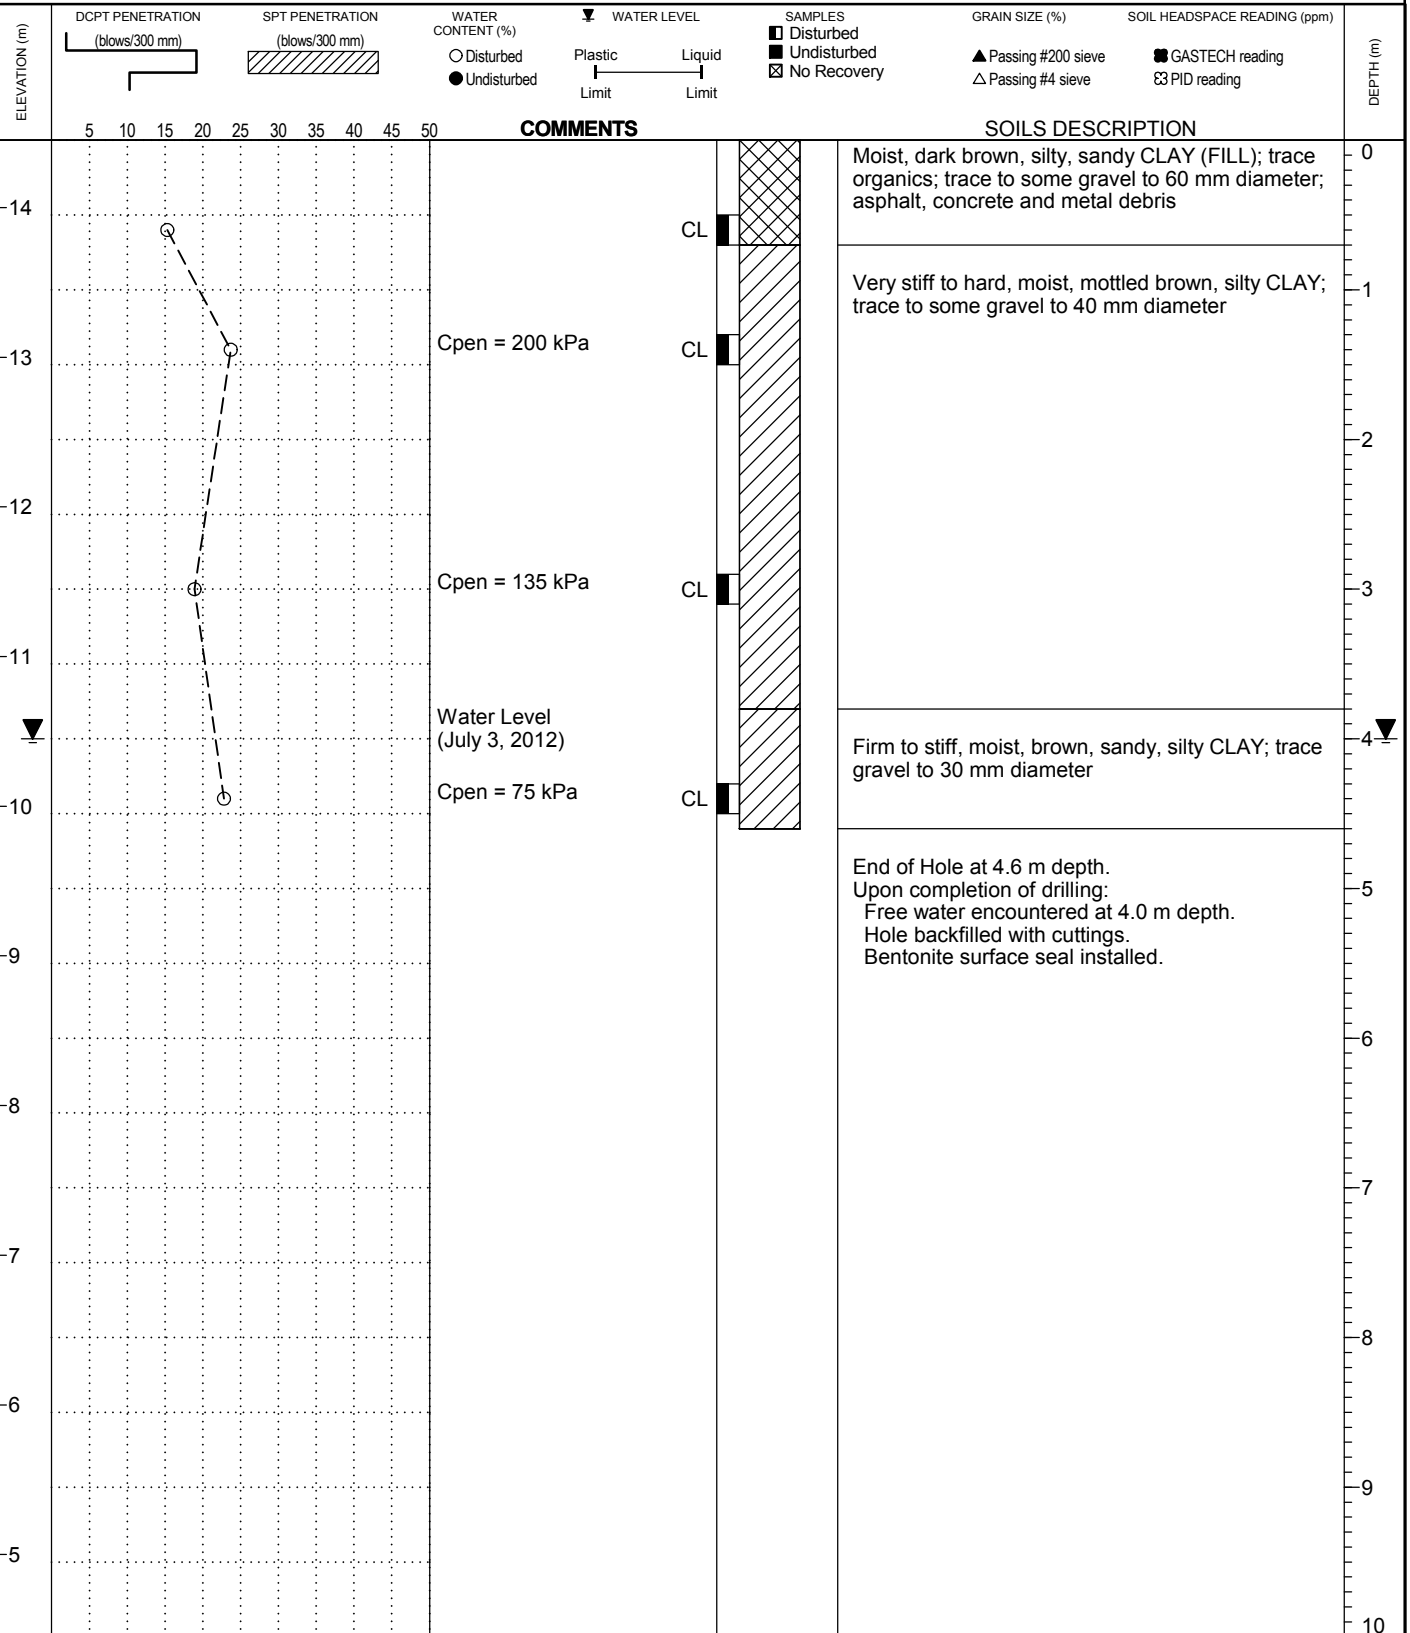 ELEVATION (m)
DCPT PENETRATION
(blows/300 mm)
SPT PENETRATION
(blows/300 mm)
WATER
CONTENT (%)
Disturbed
Undisturbed
WATER LEVEL
Plastic Liquid
Limit Limit
SAMPLES
Disturbed
Undisturbed
No Recovery
GRAIN SIZE (%)
Passing #200 sieve
Passing #4 sieve
SOIL HEADSPACE READING (ppm)
GASTECH reading
PID reading
DEPTH (m)
5 10 15 20 25 30 35 40 45 50
COMMENTS
SOILS DESCRIPTION
0
Moist, dark brown, silty, sandy CLAY (FILL); trace
organics; trace to some gravel to 60 mm diameter;
asphalt, concrete and metal debris
14
CL
Very stiff to hard, moist, mottled brown, silty CLAY;
trace to some gravel to 40 mm diameter
1
13
Cpen = 200 kPa
CL
2
12
Cpen = 135 kPa
CL
3
11
Water Level
(July 3, 2012)
4
Firm to stiff, moist, brown, sandy, silty CLAY; trace
gravel to 30 mm diameter
Cpen = 75 kPa
CL
10
End of Hole at 4.6 m depth.
Upon completion of drilling:
Free water encountered at 4.0 m depth.
Hole backfilled with cuttings.
Bentonite surface seal installed.
5
9
6
8
7
7
8
6
9
5
10